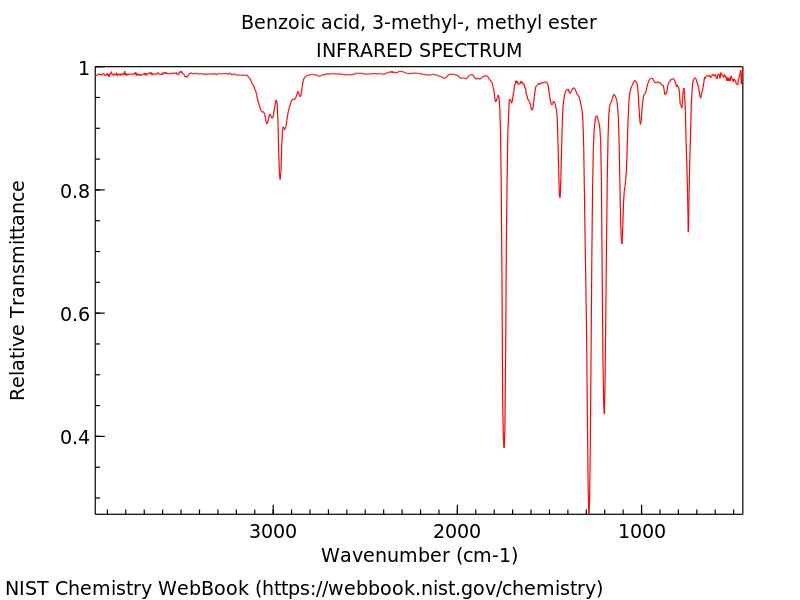 Benzoic acid, 3-methyl-, methyl ester
INFRARED SPECTRUM
1
0.8
0.6
0.4
Relative Transmittance
3000 2000 1000
Wavenumber (cm-1)
NIST Chemistry WebBook (https://webbook.nist.gov/chemistry)